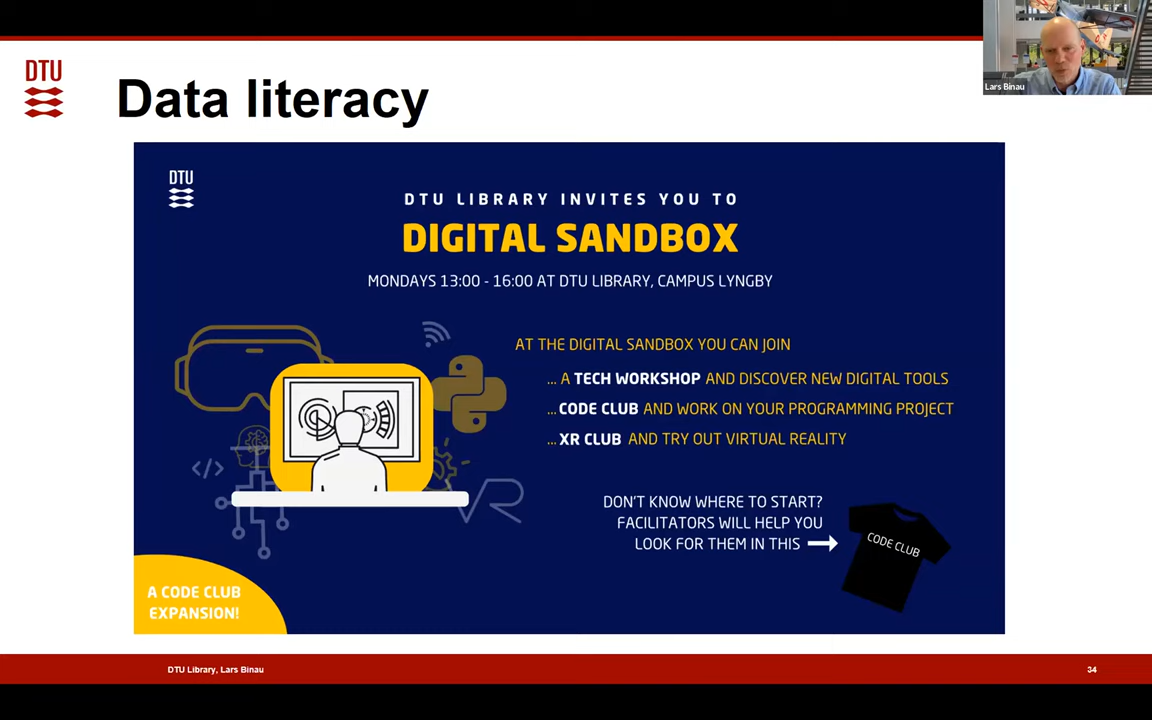 DTU
Data literacy
Lars Binau
DTU
DTU LIBRARY INVITES YOU TO
DIGITAL SANDBOX
MONDAYS 13:00 - 16:00 AT DTU LIBRARY, CAMPUS LYNGBY
AT THE DIGITAL SANDBOX YOU CAN JOIN
... A TECH WORKSHOP AND DISCOVER NEW DIGITAL TOOLS
... CODE CLUB AND WORK ON YOUR PROGRAMMING PROJECT
... XR CLUB AND TRY OUT VIRTUAL REALITY
</>
VR
DON'T KNOW WHERE TO START?
FACILITATORS WILL HELP YOU
LOOK FOR THEM IN THIS
CODE CLUB
A CODE CLUB
EXPANSION!
DTU Library, Lars Binau
34